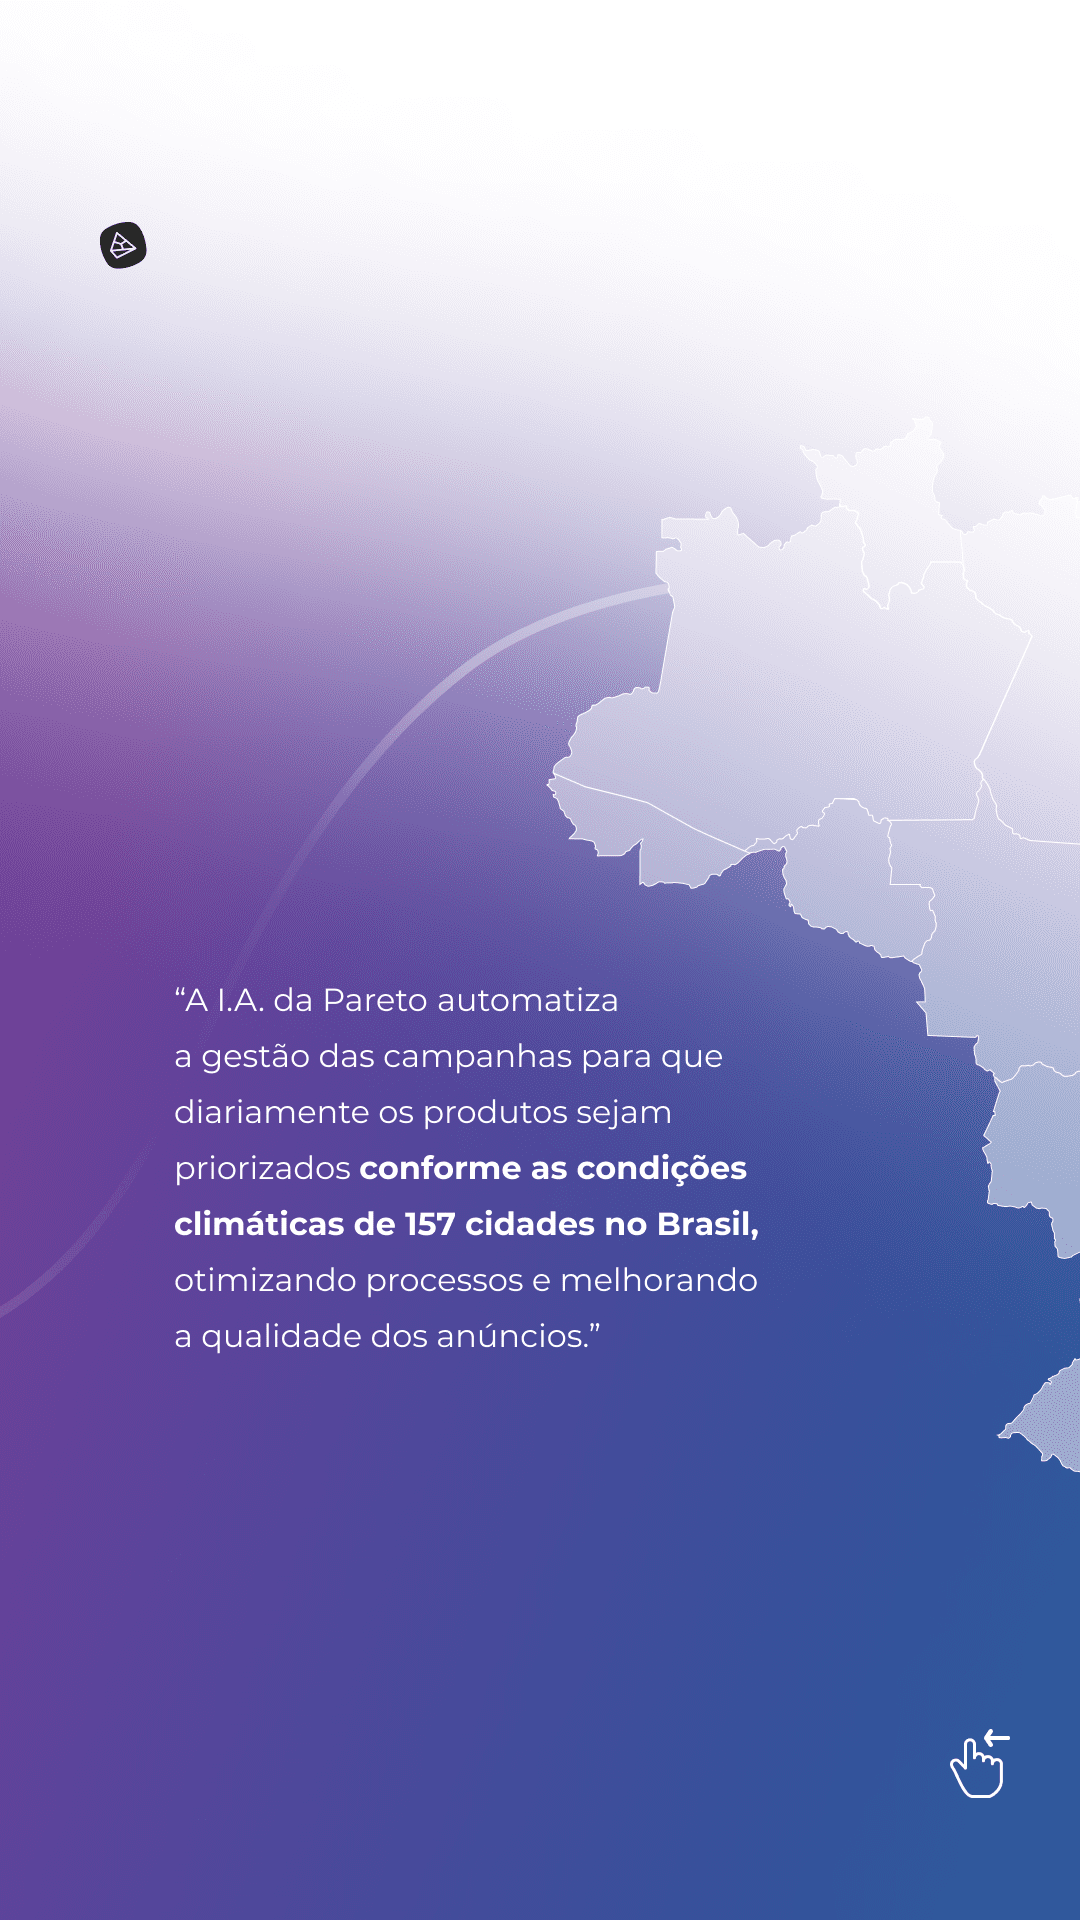 “A I.A. da Pareto automatiza
a gestão das campanhas para que
diariamente os produtos sejam
priorizados conforme as condições
climáticas de 157 cidades no Brasil,
otimizando processos e melhorando
a qualidade dos anúncios.”